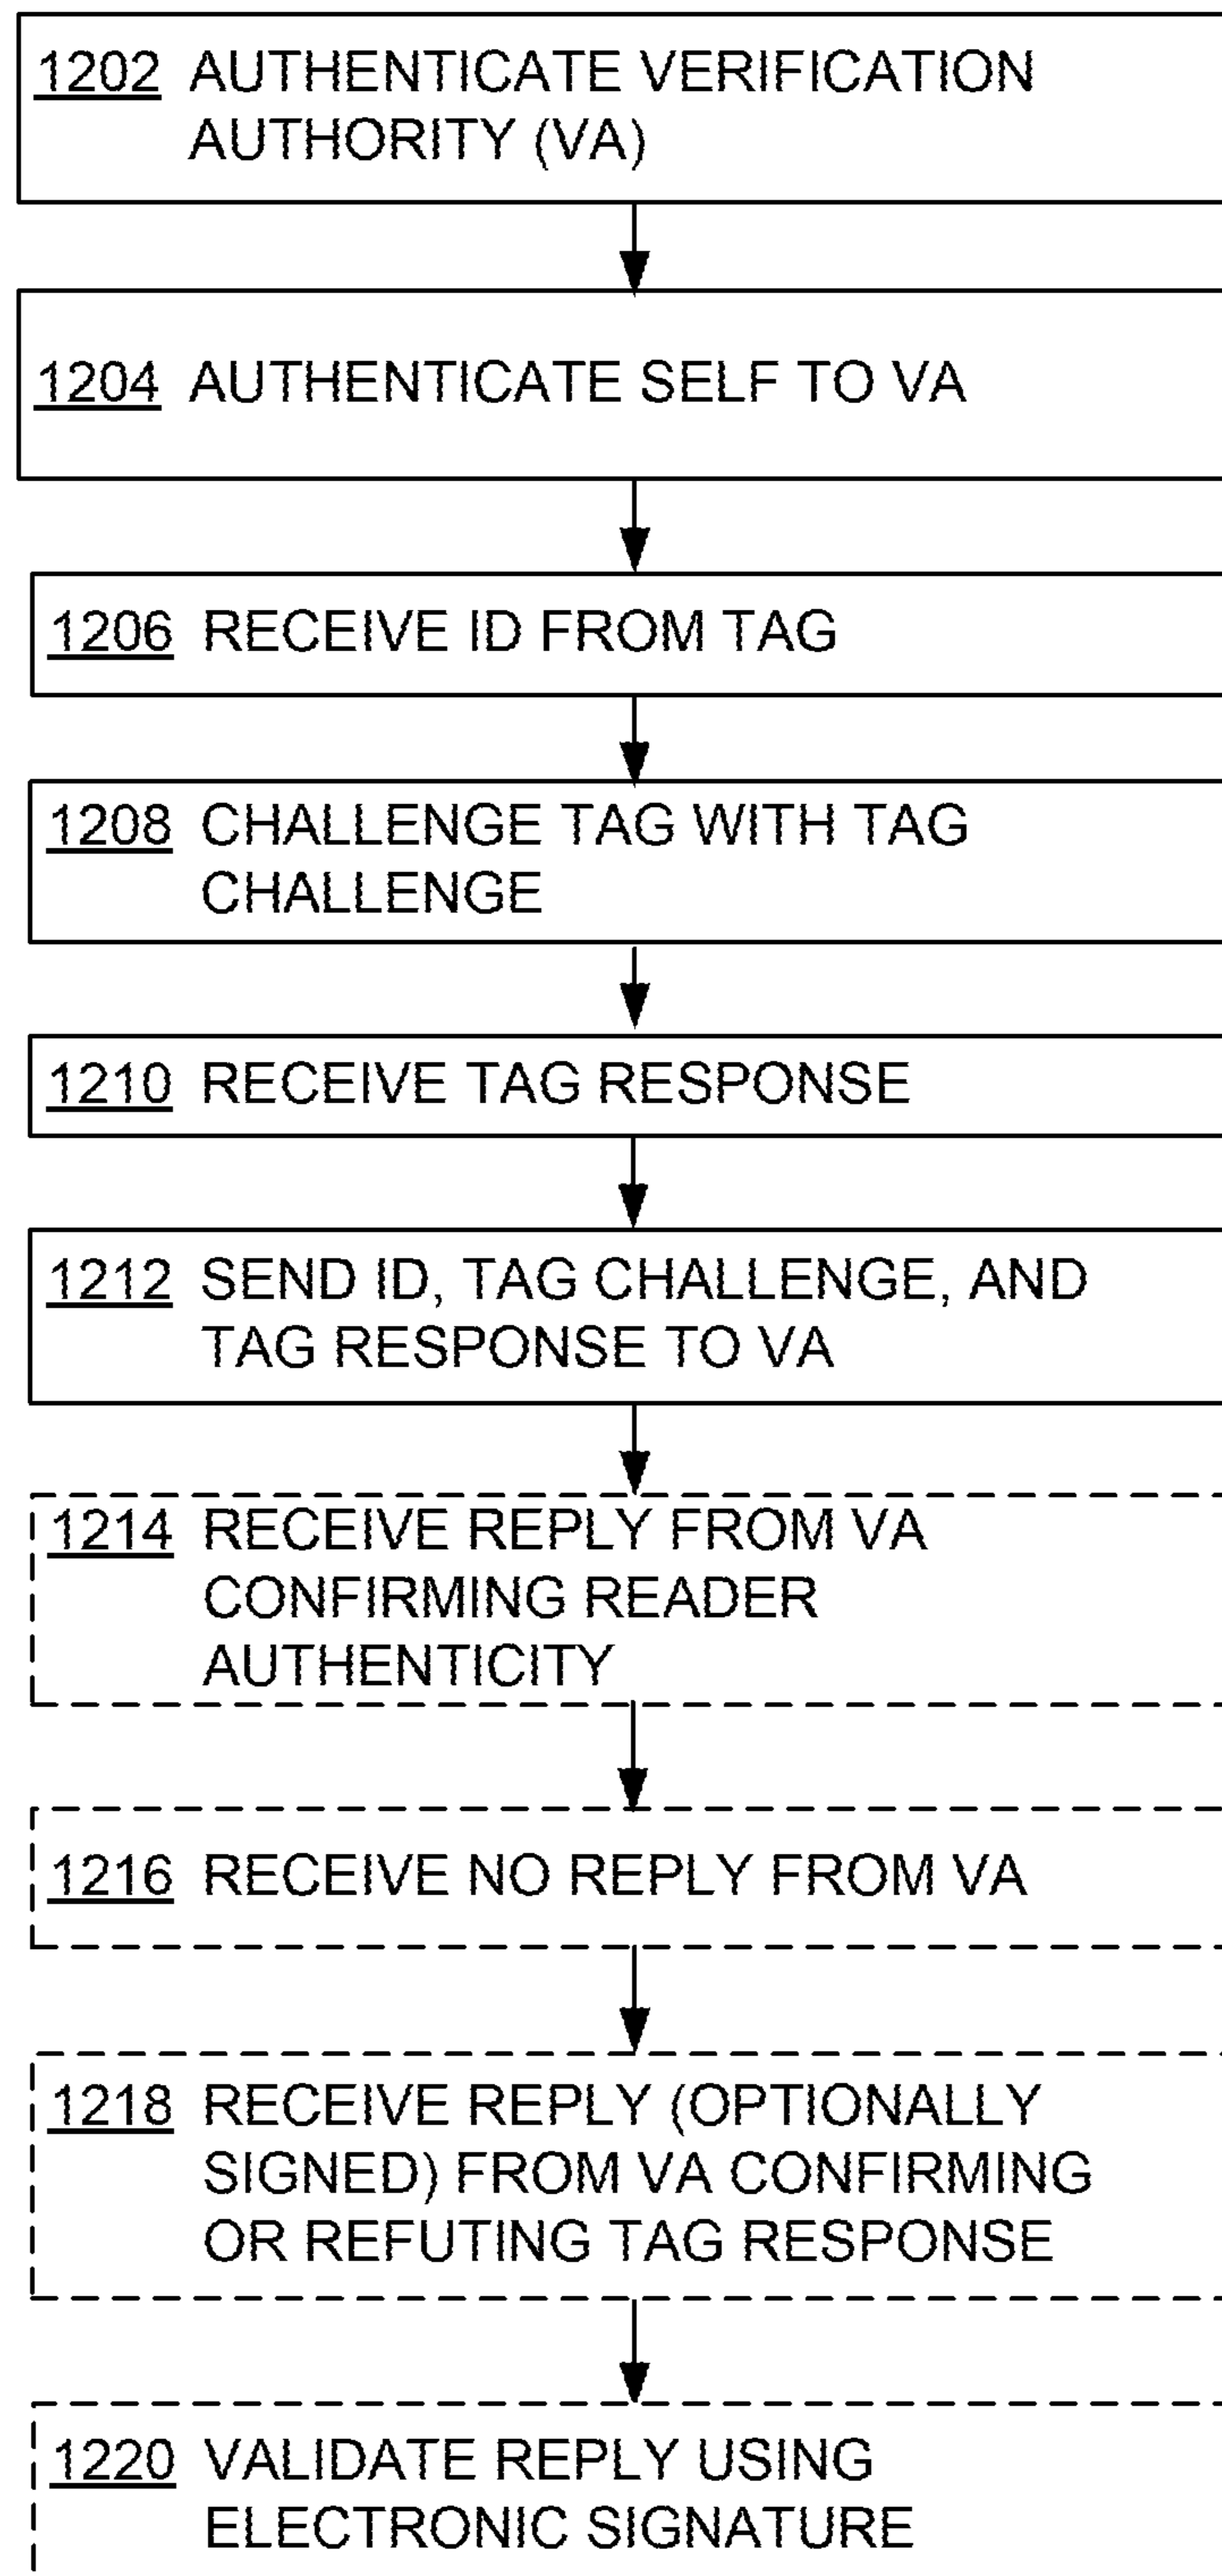 1202 AUTHENTICATE VERIFICATION
AUTHORITY (VA)
1204 AUTHENTICATE SELF TO VA
1206 RECEIVE ID FROM TAG
1208 CHALLENGE TAG WITH TAG
CHALLENGE
1210 RECEIVE TAG RESPONSE
1212 SEND ID, TAG CHALLENGE, AND
TAG RESPONSE TO VA
1214 RECEIVE REPLY FROM VA
CONFIRMING READER
AUTHENTICITY
1216 RECEIVE NO REPLY FROM VA
1218 RECEIVE REPLY (OPTIONALLY
SIGNED) FROM VA CONFIRMING
OR REFUTING TAG RESPONSE
1220 VALIDATE REPLY USING
ELECTRONIC SIGNATURE